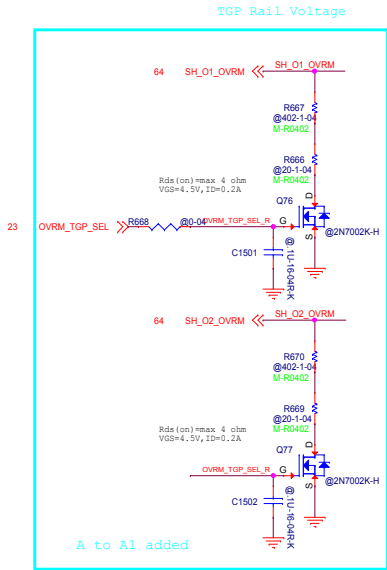 TGP Rail Voltage
64 SH_O1_OVRM SH_O1_OVRM
R667
@402-1-04
M-R0402
R666
@20-1-04
M-R0402
Rds(on)=max 4 ohm
VGS=4.5V,ID=0.2A
Q76
D
23 OVRM_TGP_SEL R668 @0-04 OVRM_TGP_SEL_R G
S
@2N7002K-H
C1501
@.1U-16-04R-K
64 SH_O2_OVRM SH_O2_OVRM
R670
@402-1-04
M-R0402
R669
@20-1-04
M-R0402
Rds(on)=max 4 ohm
VGS=4.5V,ID=0.2A
Q77
D
OVRM_TGP_SEL_R G
S
@2N7002K-H
C1502
@.1U-16-04R-K
A to A1 added